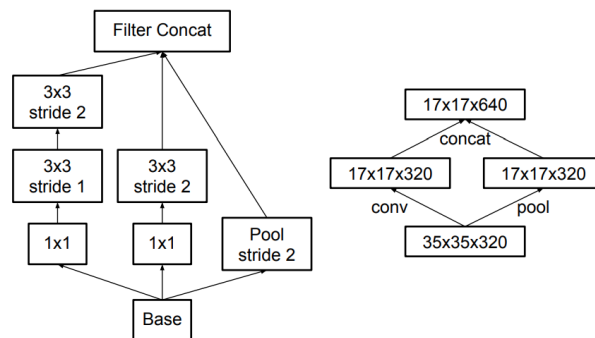 Filter Concat
3x3
stride 2
3x3
stride 1
3x3
stride 2
1x1
1x1
Pool
stride 2
Base
17x17x640
concat
17x17x320
17x17x320
conv
pool
35x35x320